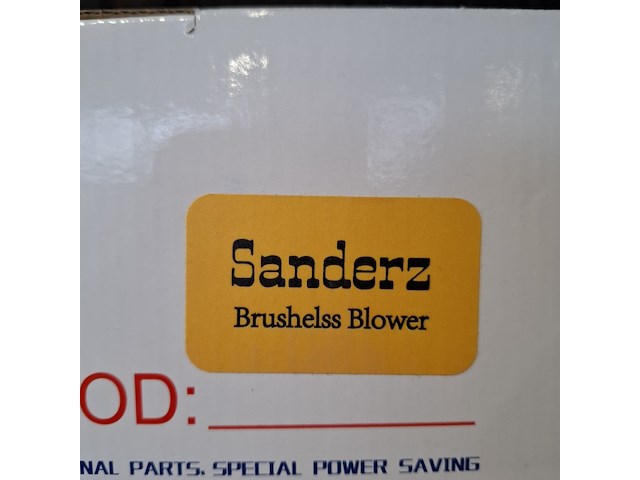 Sanderz
Brushelss Blower
OD:
NAL PARTS. SPECIAL POWER SAVING